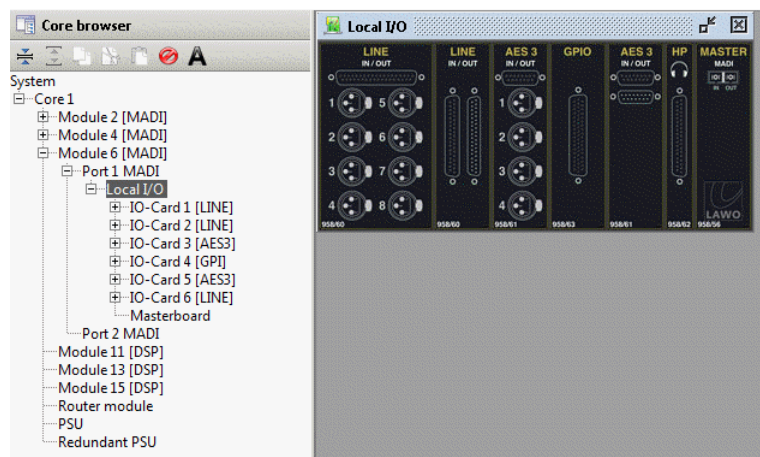 Core browser
System
Core 1
Module 2 [MADI]
Module 4 [MADI]
Module 6 [MADI]
Port 1 MADI
Local I/O
IO-Card 1 [LINE]
IO-Card 2 [LINE]
IO-Card 3 [AES3]
IO-Card 4 [GPI]
IO-Card 5 [AES3]
IO-Card 6 [LINE]
Masterboard
Port 2 MADI
Module 11 [DSP]
Module 13 [DSP]
Module 15 [DSP]
Router module
PSU
Redundant PSU
Local I/O
LINE LINE AES 3 GPIO AES 3 HP MASTER
IN / OUT IN / OUT IN / OUT IN / OUT MADI
IN OUT
1 5 1
2 6 2
3 7 3
4 8 4
LAWO
958/60 958/60 958/61 958/63 958/61 958/62 958/56